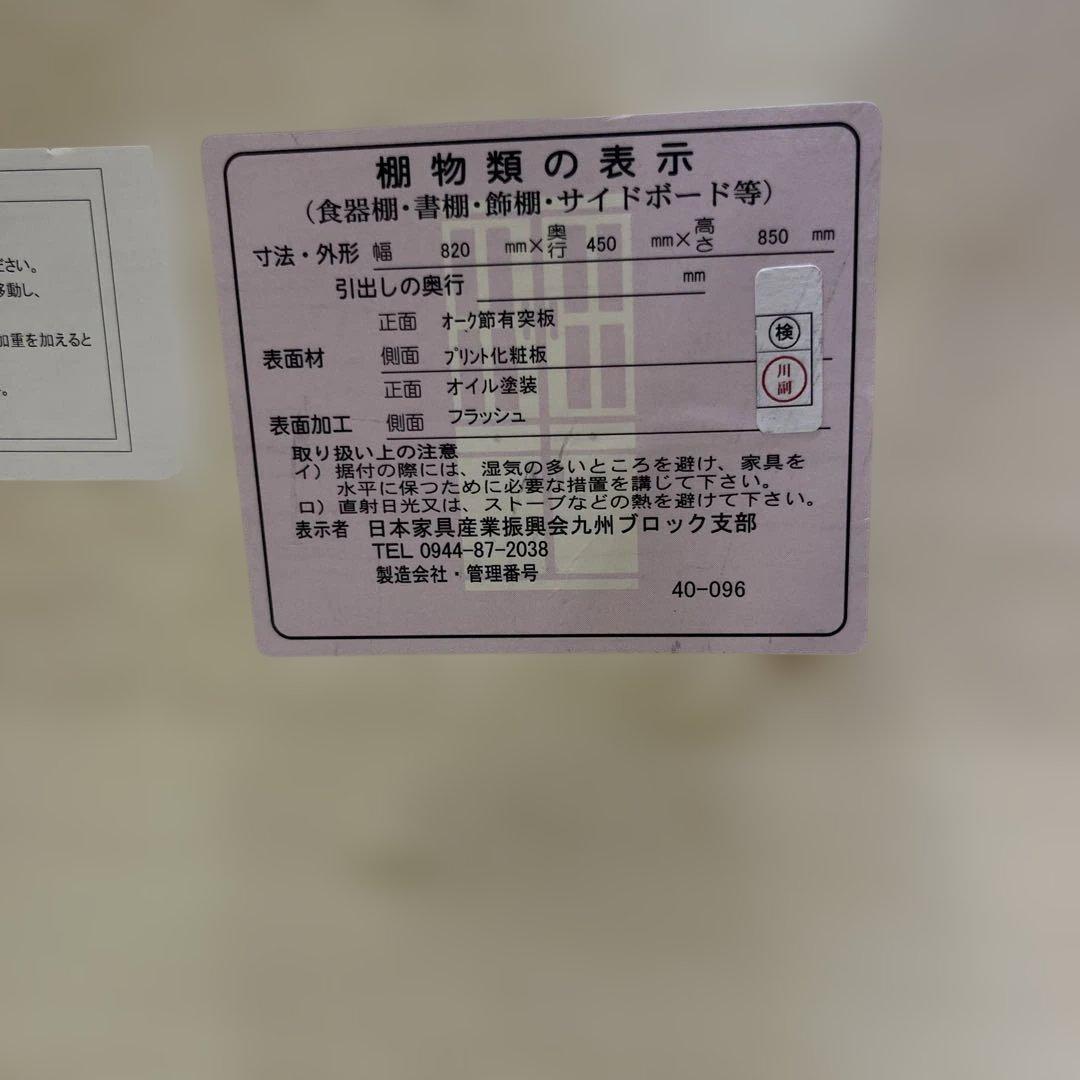 棚物類の表示
（食器棚・書棚・飾棚・サイドボード等）
寸法・外形 幅 820 mm×奥行 450 mm×高さ 850 mm
引出しの奥行 mm
正面 オーク節有突板
表面材 側面 プリント化粧板
正面 オイル塗装
表面加工 側面 フラッシュ
取り扱い上の注意
イ）据付の際には、湿気の多いところを避け、家具を
水平に保つために必要な措置を講じて下さい。
ロ）直射日光又は、ストーブなどの熱を避けて下さい。
表示者 日本家具産業振興会九州ブロック支部
TEL 0944-87-2038
製造会社・管理番号
40-096
検
川副
ださい。
移動し、
加重を加えると